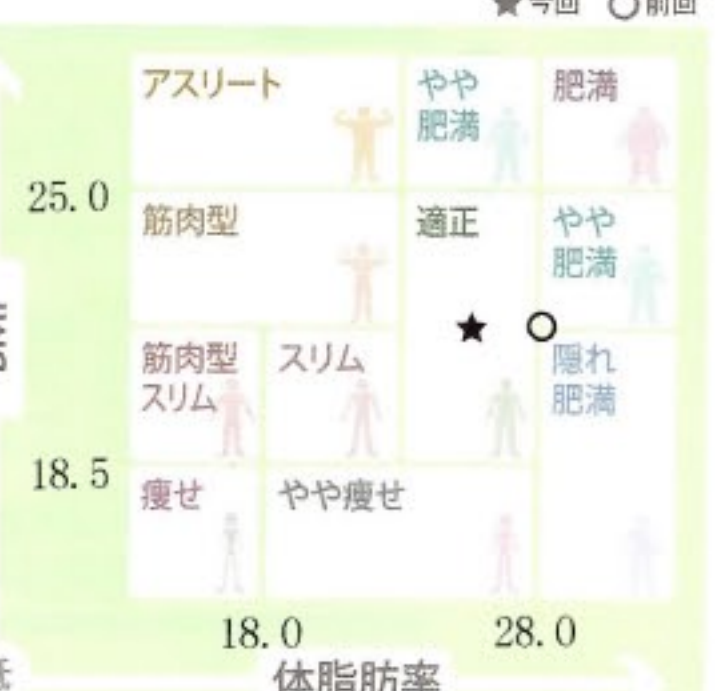 ★今回 ○前回
アスリート
やや
肥満
肥満
25.0
筋肉型
適正
やや
肥満
筋肉型
スリム
スリム
隠れ
肥満
18.5
痩せ
やや痩せ
18.0
28.0
体脂肪率